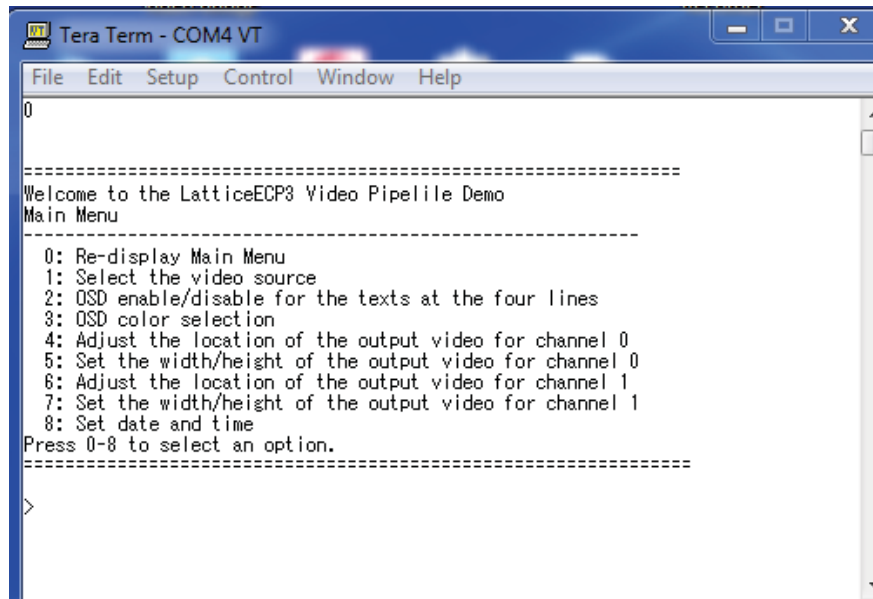 Tera Term - COM4 VT
File Edit Setup Control Window Help
0
===============================================================
Welcome to the LatticeECP3 Video Pipelile Demo
Main Menu
-----------------------------------------------------------
0: Re-display Main Menu
1: Select the video source
2: OSD enable/disable for the texts at the four lines
3: OSD color selection
4: Adjust the location of the output video for channel 0
5: Set the width/height of the output video for channel 0
6: Adjust the location of the output video for channel 1
7: Set the width/height of the output video for channel 1
8: Set date and time
Press 0-8 to select an option.
================================================================
>